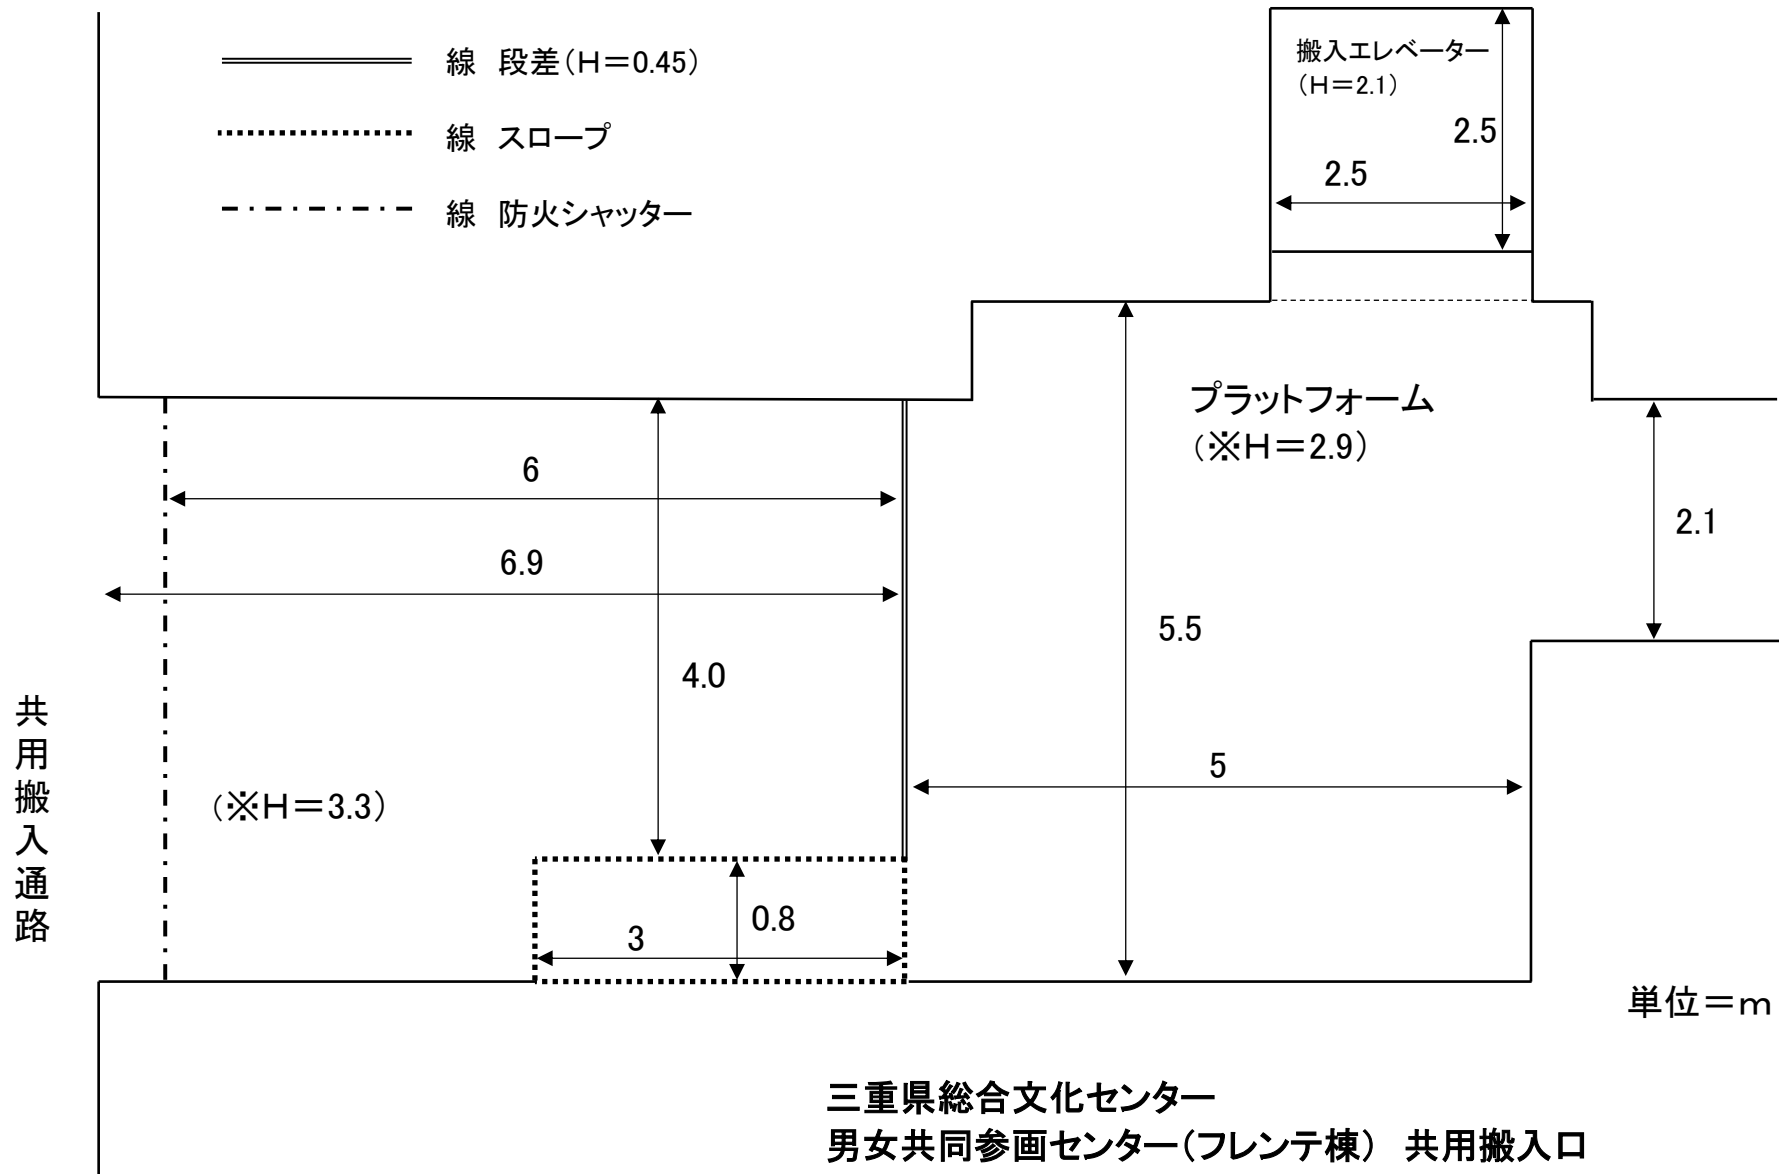 線 段差(H＝0.45)
線 スロープ
線 防火シャッター
搬入エレベーター
(H＝2.1)
2.5
2.5
プラットフォーム
(※H＝2.9)
6
6.9
2.1
5.5
4.0
共用搬入通路
5
(※H＝3.3)
0.8
3
単位＝m
三重県総合文化センター
男女共同参画センター(フレンテ棟) 共用搬入口